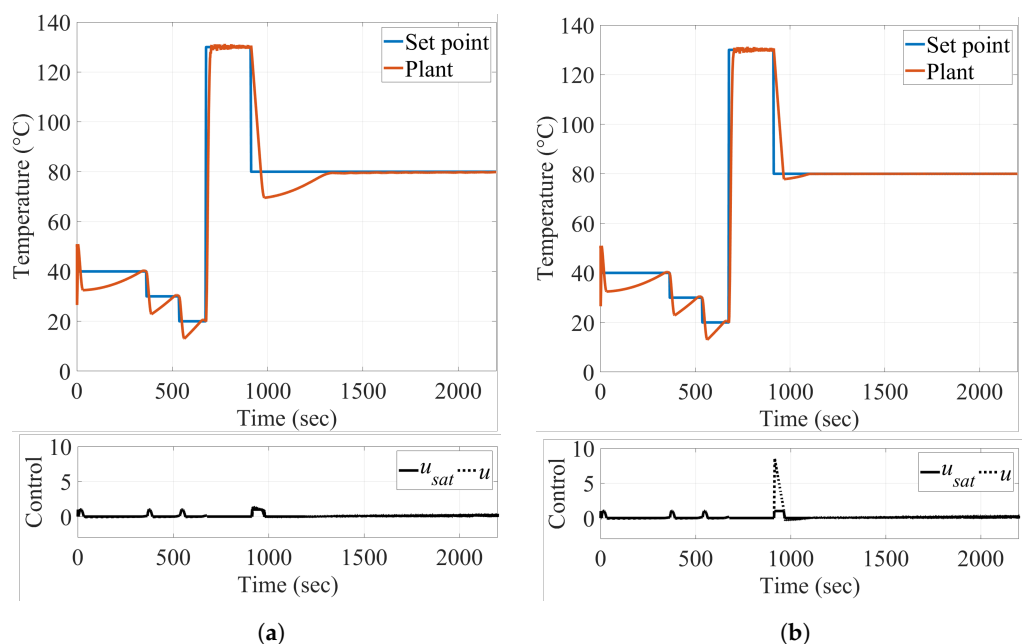 140
120
100
80
60
40
20
0
Temperature (°C)
Set point
Plant
0 500 1000 1500 2000
Time (sec)
10
5
0
Control
u_sat u
0 500 1000 1500 2000
Time (sec)
(a)
140
120
100
80
60
40
20
0
Temperature (°C)
Set point
Plant
0 500 1000 1500 2000
Time (sec)
10
5
0
Control
u_sat u
0 500 1000 1500 2000
Time (sec)
(b)